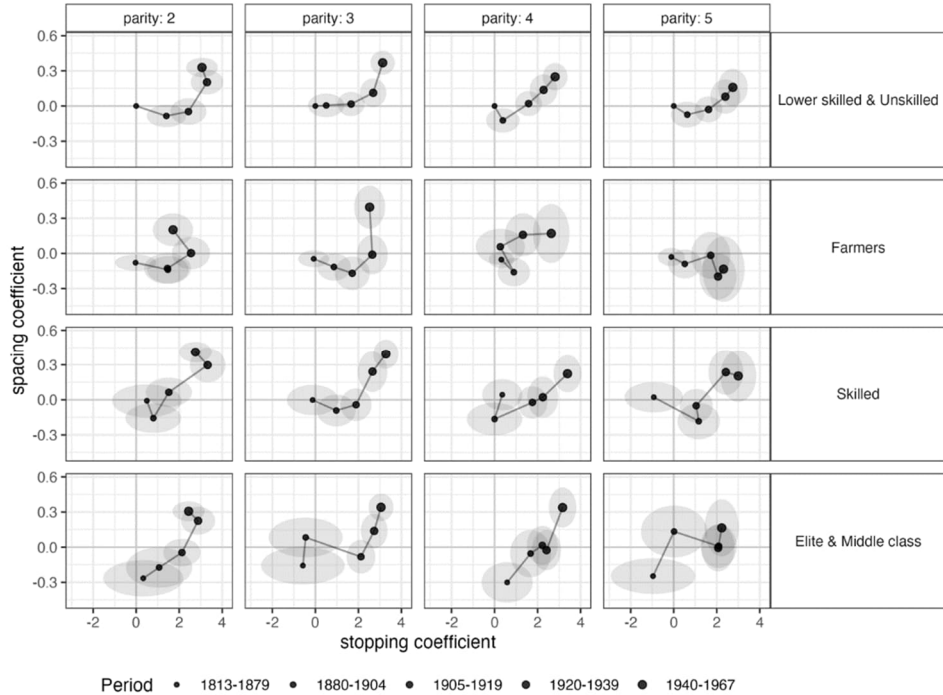 parity: 2 parity: 3 parity: 4 parity: 5
0.6
0.3
0.0
-0.3
Lower skilled & Unskilled
0.6
0.3
0.0
-0.3
Farmers
spacing coefficient
0.6
0.3
0.0
-0.3
Skilled
0.6
0.3
0.0
-0.3
Elite & Middle class
-2 0 2 4 -2 0 2 4 -2 0 2 4 -2 0 2 4
stopping coefficient
Period 1813-1879 1880-1904 1905-1919 1920-1939 1940-1967